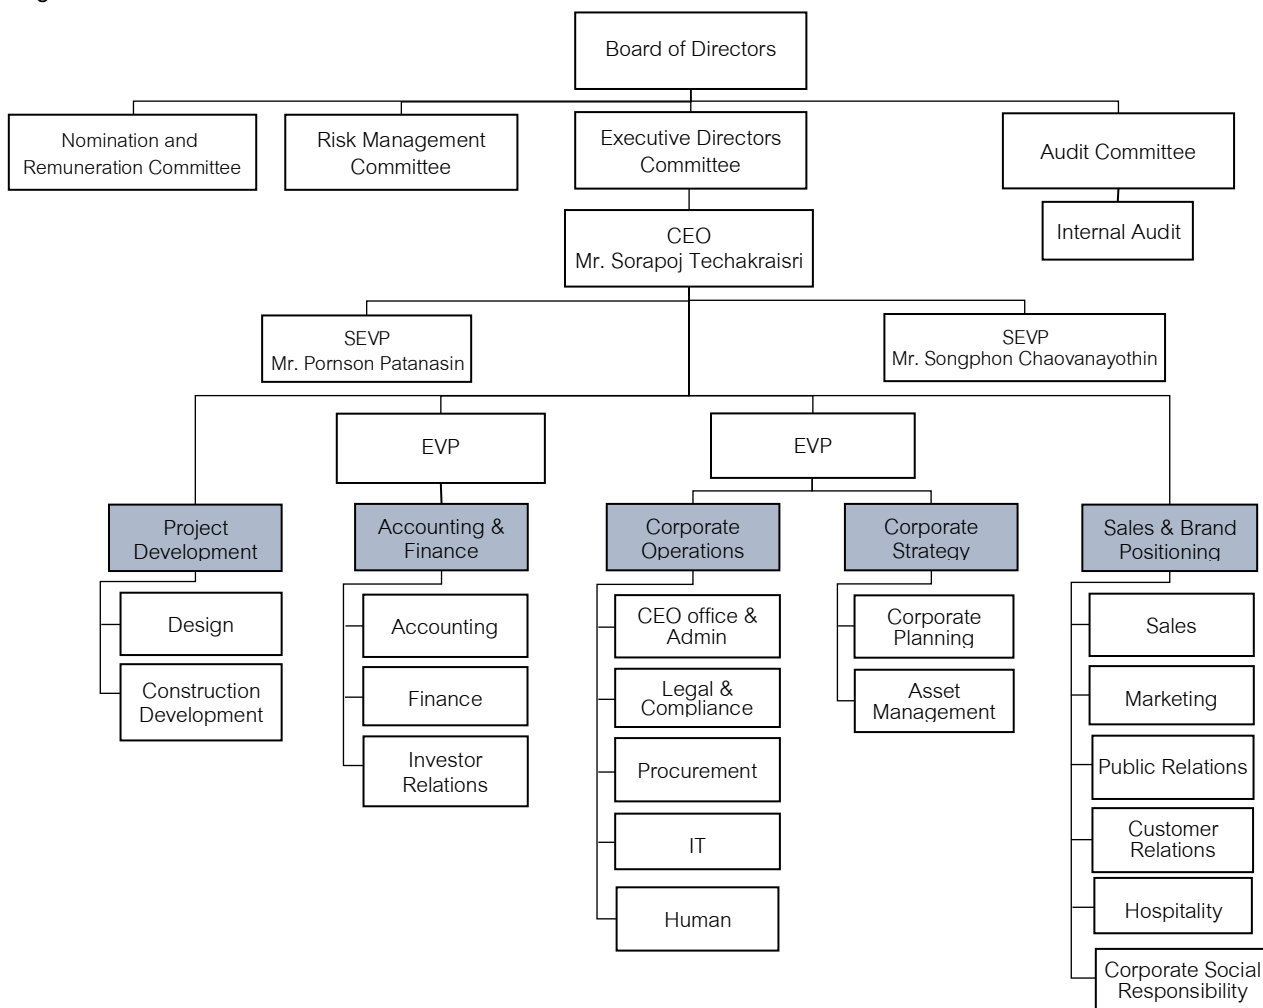 Board of Directors
Nomination and
Remuneration Committee
Risk Management
Committee
Executive Directors
Committee
Audit Committee
Internal Audit
CEO
Mr. Sorapoj Techakraisri
SEVP
Mr. Pornson Patanasin
SEVP
Mr. Songphon Chaovanayothin
EVP
EVP
Project
Development
Accounting &
Finance
Corporate
Operations
Corporate
Strategy
Sales & Brand
Positioning
Design
Construction
Development
Accounting
Finance
Investor
Relations
CEO office &
Admin
Legal &
Compliance
Procurement
IT
Human
Corporate
Planning
Asset
Management
Sales
Marketing
Public Relations
Customer
Relations
Hospitality
Corporate Social
Responsibility